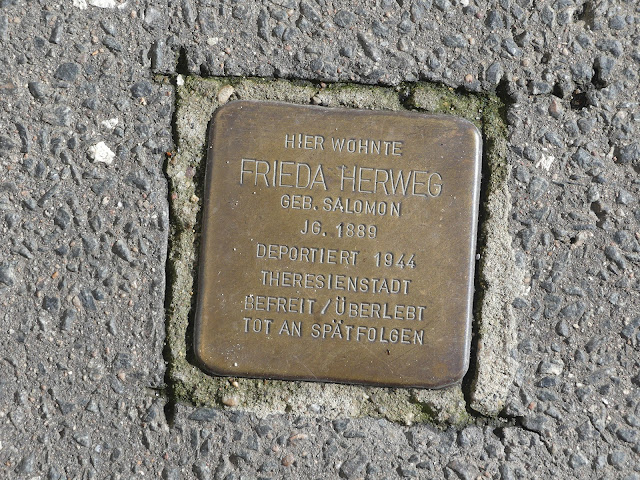 HIER WOHNTE
FRIEDA HERWEG
GEB. SALOMON
JG. 1889
DEPORTIERT 1944
THERESIENSTADT
BEFREIT/ÜBERLEBT
TOT AN SPÄTFOLGEN